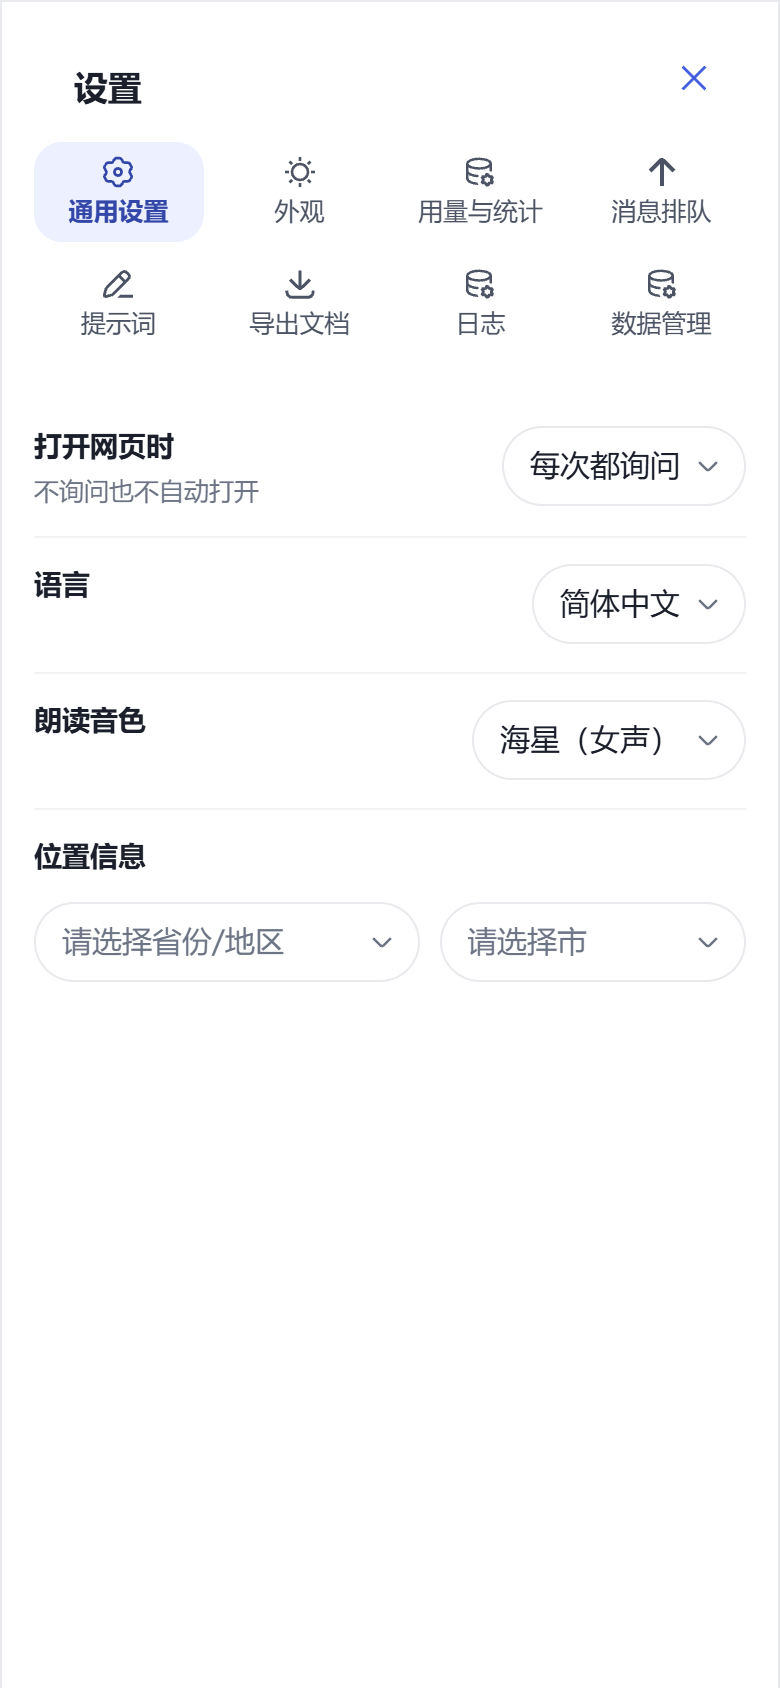 设置
通用设置
外观
用量与统计
消息排队
提示词
导出文档
日志
数据管理
打开网页时
每次都询问
不询问也不自动打开
语言
简体中文
朗读音色
海星（女声）
位置信息
请选择省份/地区
请选择市